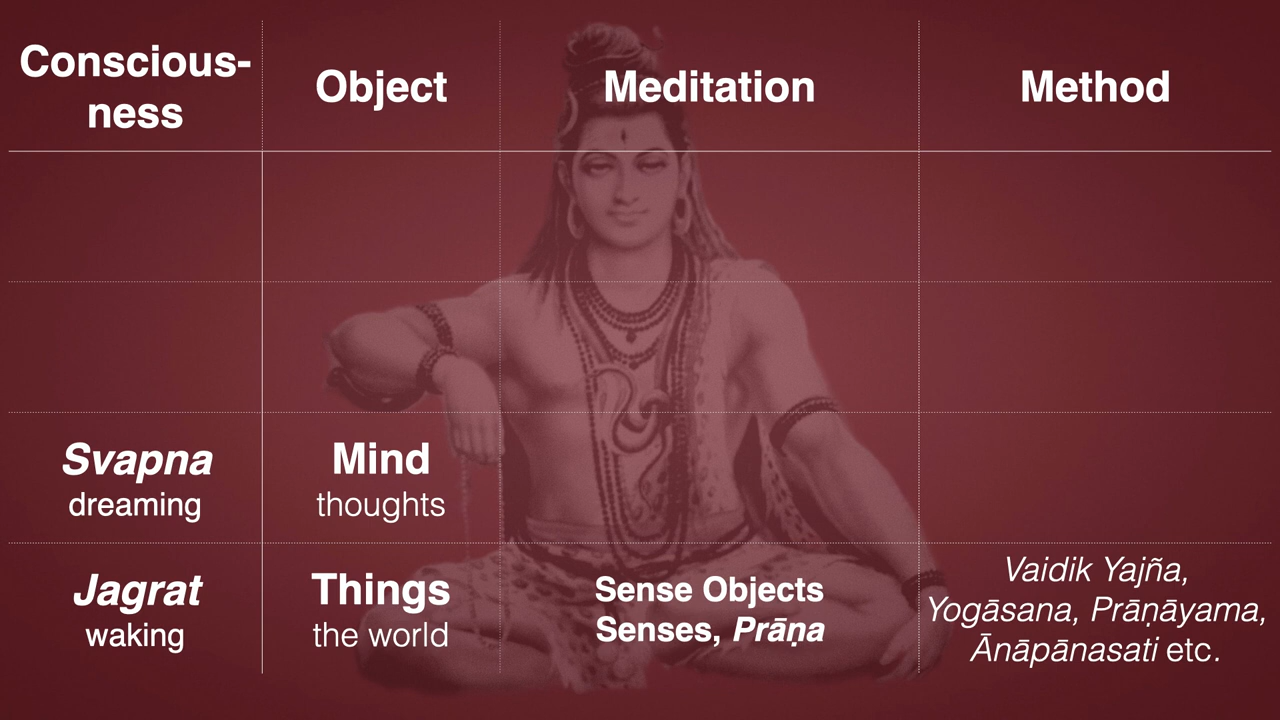 Conscious-
ness
Object
Meditation
Method
Svapna
dreaming
Mind
thoughts
Jagrat
waking
Things
the world
Sense Objects
Senses, Prāṇa
Vaidik Yajña,
Yogāsana, Prāṇāyama,
Ānāpānasati etc.